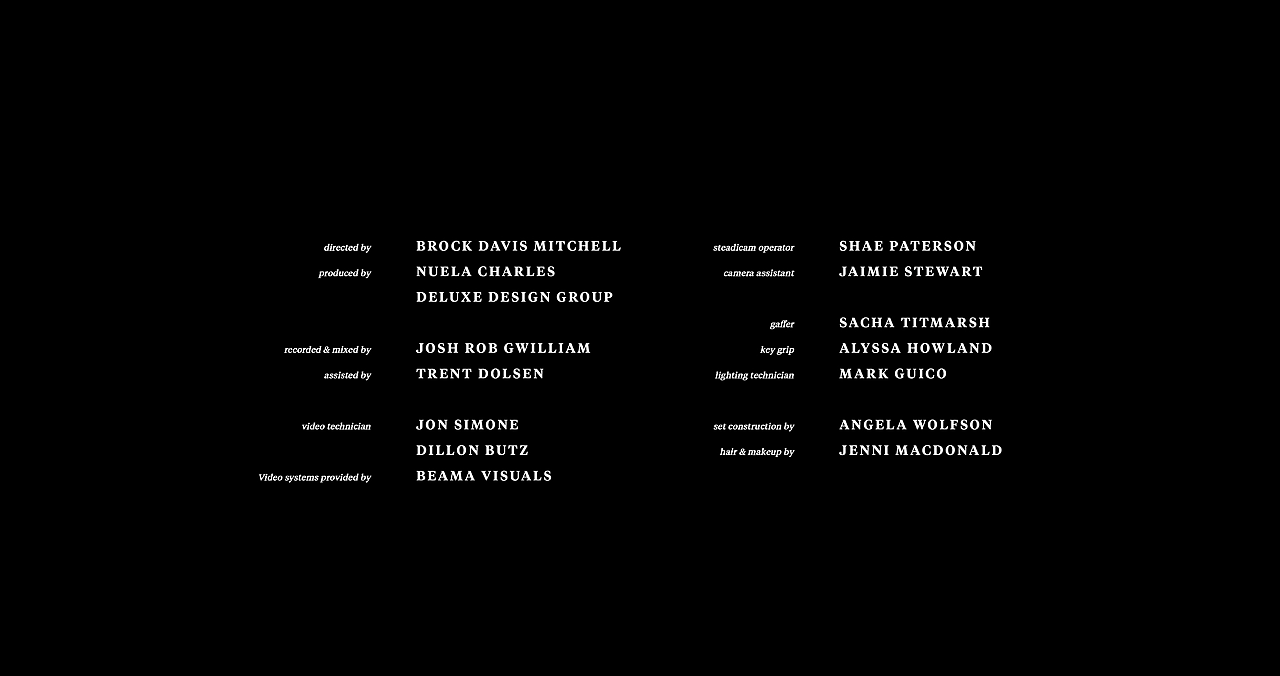 directed by BROCK DAVIS MITCHELL
produced by NUELA CHARLES
DELUXE DESIGN GROUP
recorded & mixed by JOSH ROB GWILLIAM
assisted by TRENT DOLSEN
video technician JON SIMONE
DILLON BUTZ
Video systems provided by BEAMA VISUALS
steadicam operator SHAE PATERSON
camera assistant JAIMIE STEWART
gaffer SACHA TITMARSH
key grip ALYSSA HOWLAND
lighting technician MARK GUICO
set construction by ANGELA WOLFSON
hair & makeup by JENNI MACDONALD